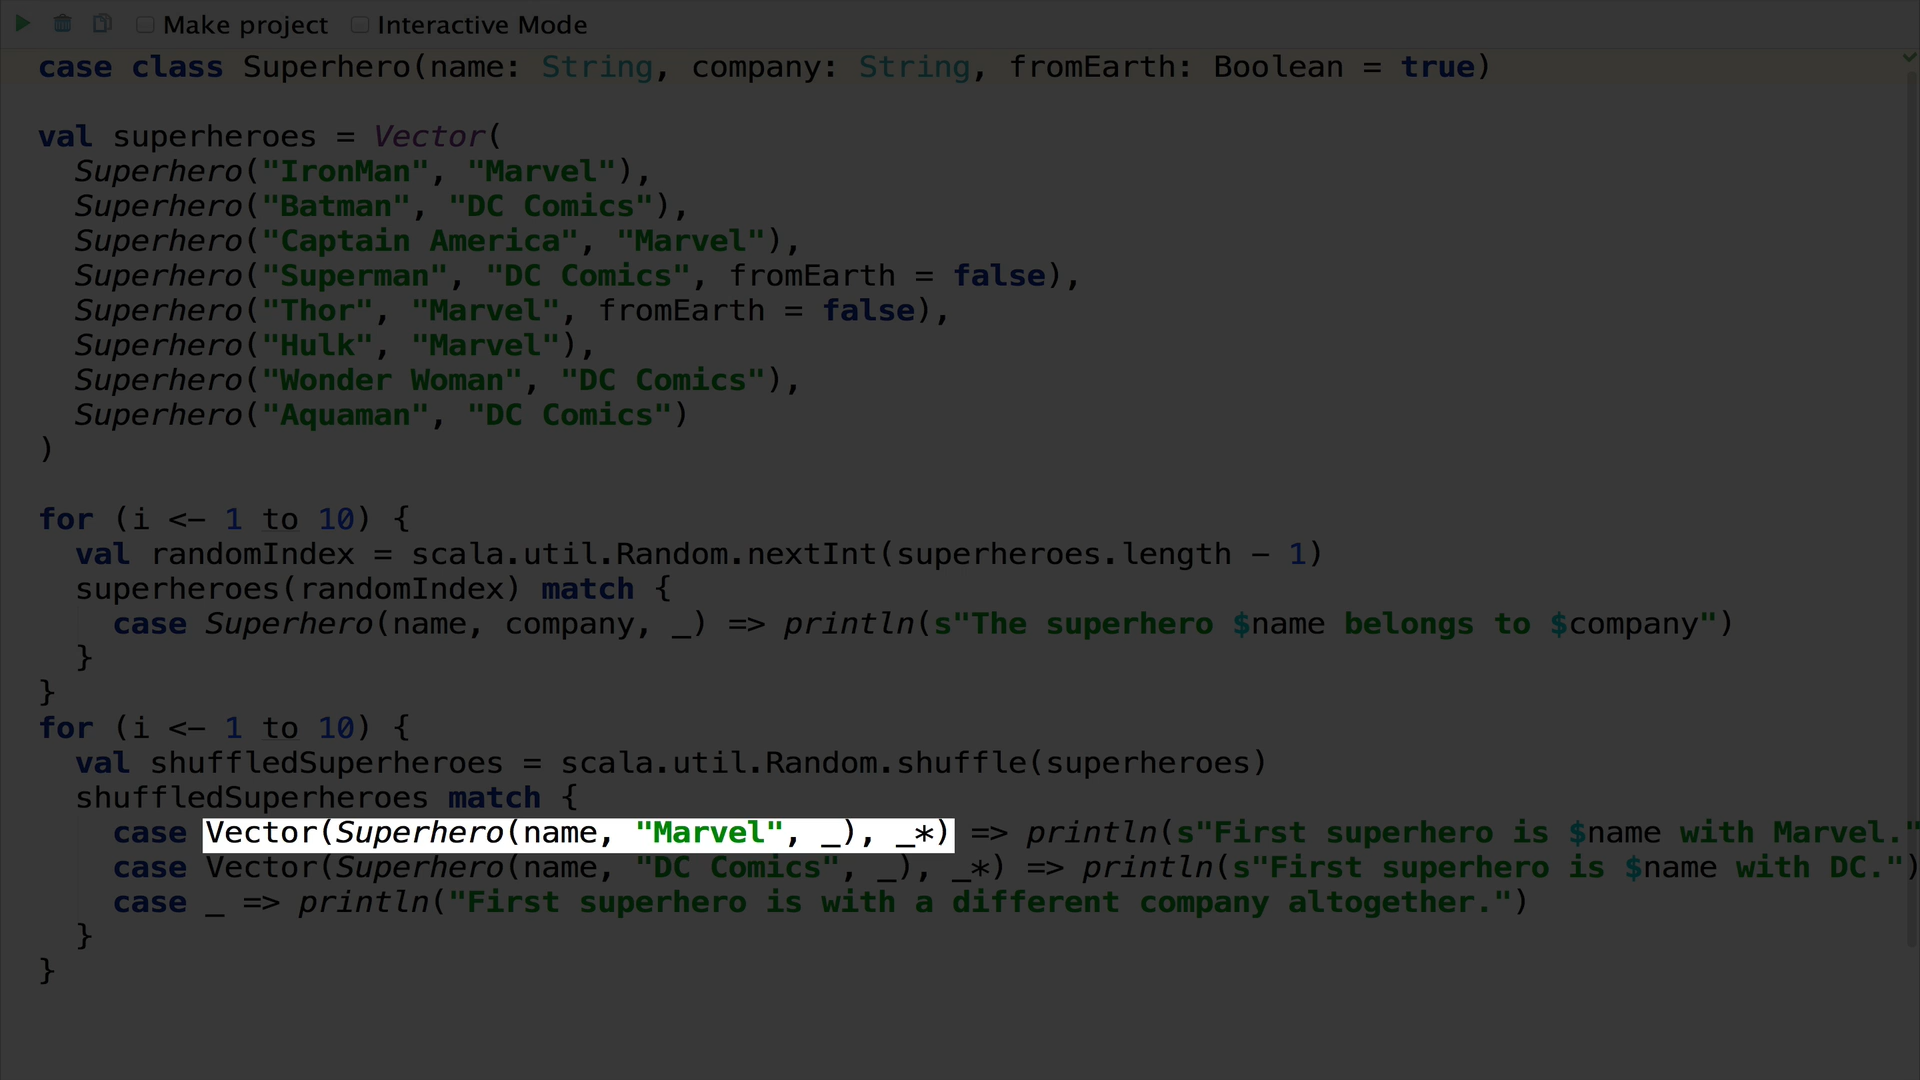 Make project Interactive Mode
case class Superhero(name: String, company: String, fromEarth: Boolean = true)
val superheroes = Vector(
Superhero("IronMan", "Marvel"),
Superhero("Batman", "DC Comics"),
Superhero("Captain America", "Marvel"),
Superhero("Superman", "DC Comics", fromEarth = false),
Superhero("Thor", "Marvel", fromEarth = false),
Superhero("Hulk", "Marvel"),
Superhero("Wonder Woman", "DC Comics"),
Superhero("Aquaman", "DC Comics")
)
for (i <- 1 to 10) {
val randomIndex = scala.util.Random.nextInt(superheroes.length - 1)
superheroes(randomIndex) match {
case Superhero(name, company, _) => println(s"The superhero $name belongs to $company")
}
}
for (i <- 1 to 10) {
val shuffledSuperheroes = scala.util.Random.shuffle(superheroes)
shuffledSuperheroes match {
case Vector(Superhero(name, "Marvel", _), _*) => println(s"First superhero is $name with Marvel."
case Vector(Superhero(name, "DC Comics", _), _*) => println(s"First superhero is $name with DC.")
case _ => println("First superhero is with a different company altogether.")
}
}